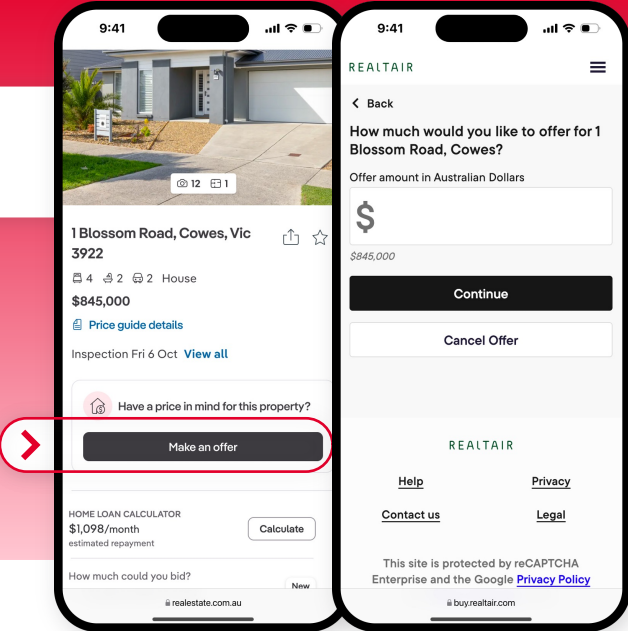 9:41
12 1
1 Blossom Road, Cowes, Vic
3922
4 2 2 House
$845,000
Price guide details
Inspection Fri 6 Oct View all
Have a price in mind for this property?
Make an offer
HOME LOAN CALCULATOR
$1,098/month
estimated repayment
Calculate
How much could you bid?
New
realestate.com.au
9:41
REALTAIR
Back
How much would you like to offer for 1
Blossom Road, Cowes?
Offer amount in Australian Dollars
$
$845,000
Continue
Cancel Offer
REALTAIR
Help Privacy
Contact us Legal
This site is protected by reCAPTCHA
Enterprise and the Google Privacy Policy
buy.realtair.com